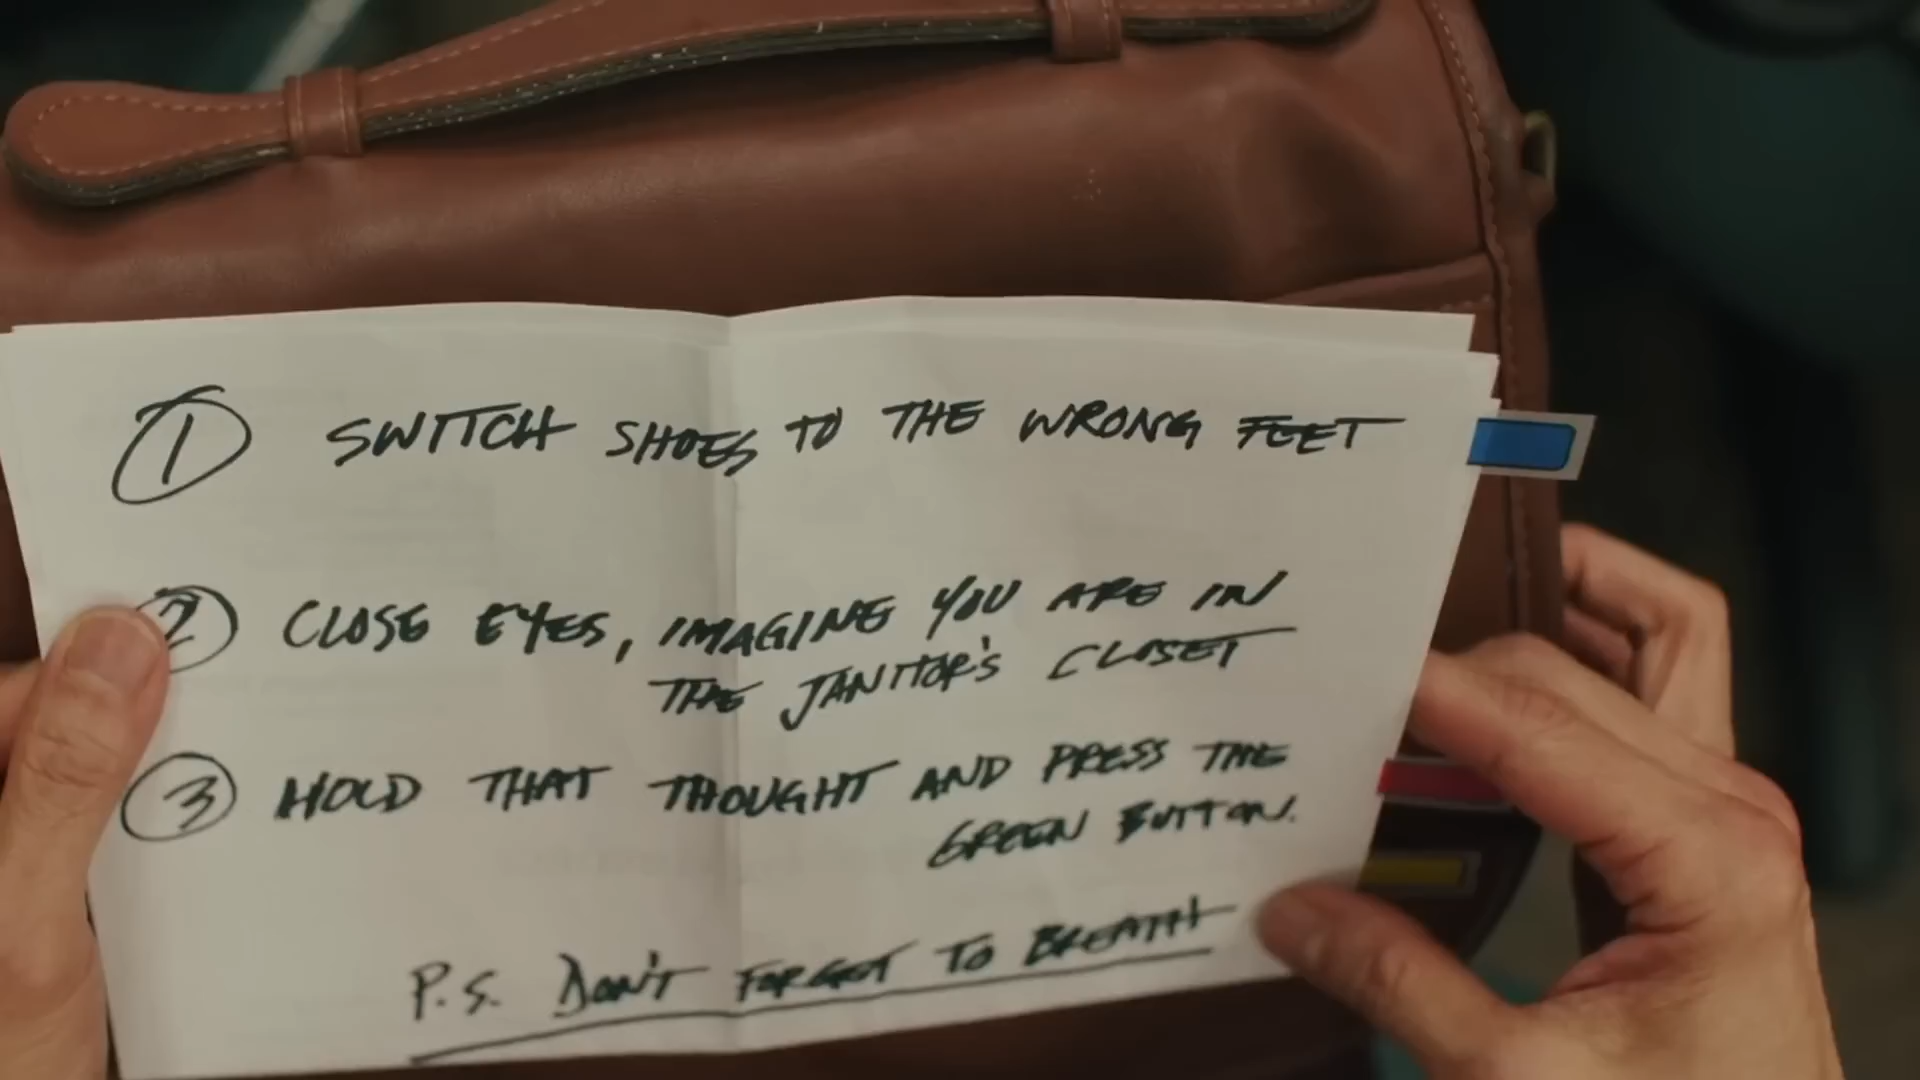 1 SWITCH SHOES TO THE WRONG FEET
2 CLOSE EYES, IMAGINE YOU ARE IN
THE JANITOR'S CLOSET
3 HOLD THAT THOUGHT AND PRESS THE
GREEN BUTTON.
P.S. DON'T FORGET TO BREATH